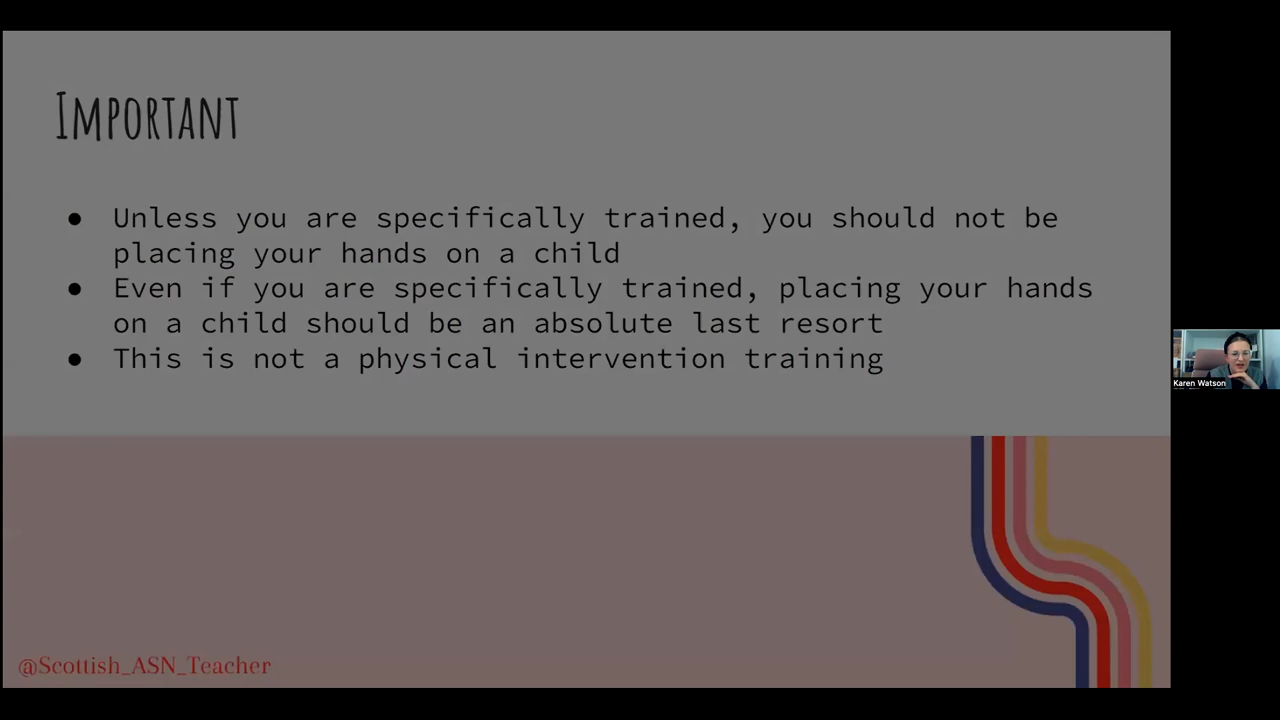 Important
● Unless you are specifically trained, you should not be
placing your hands on a child
● Even if you are specifically trained, placing your hands
on a child should be an absolute last resort
● This is not a physical intervention training
Karen Watson
@Scottish_ASN_Teacher